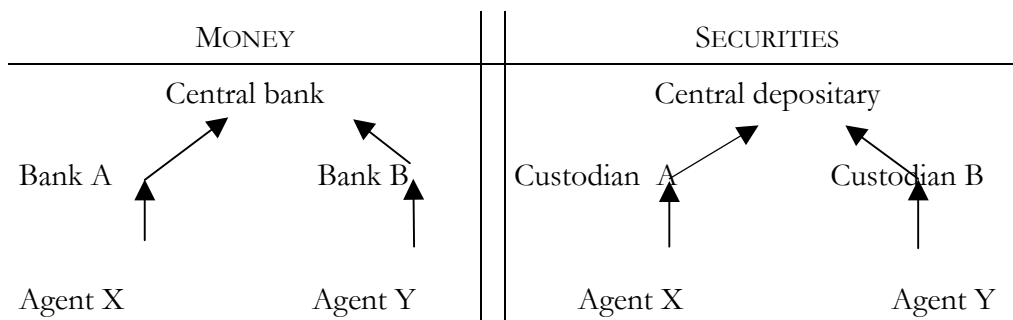 MONEY SECURITIES
Central bank Central depositary
Bank A Bank B Custodian A Custodian B
Agent X Agent Y Agent X Agent Y